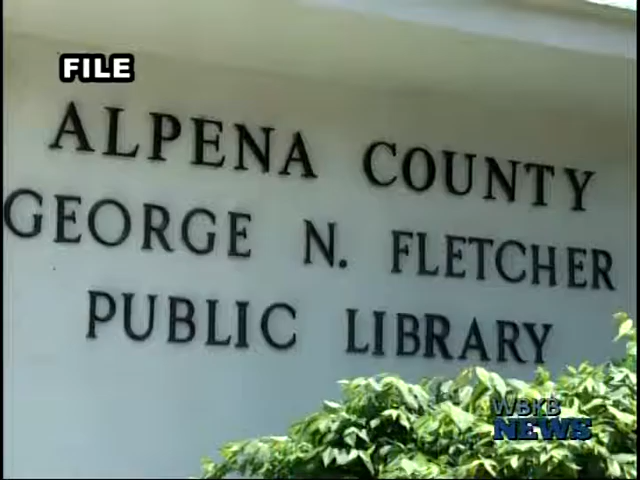 FILE
ALPENA COUNTY
GEORGE N. FLETCHER
PUBLIC LIBRARY
WBKB
NEWS